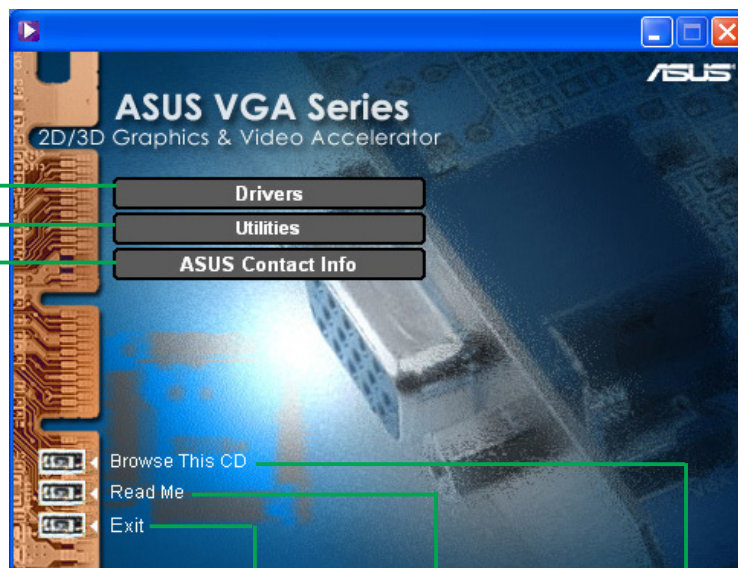 ASUS
ASUS VGA Series
2D/3D Graphics & Video Accelerator
Drivers
Utilities
ASUS Contact Info
Browse This CD
Read Me
Exit